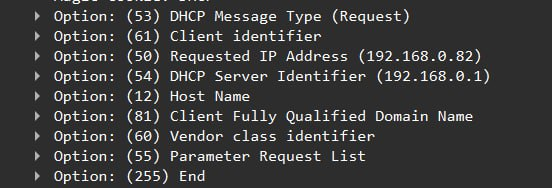 Option: (53) DHCP Message Type (Request)
Option: (61) Client identifier
Option: (50) Requested IP Address (192.168.0.82)
Option: (54) DHCP Server Identifier (192.168.0.1)
Option: (12) Host Name
Option: (81) Client Fully Qualified Domain Name
Option: (60) Vendor class identifier
Option: (55) Parameter Request List
Option: (255) End